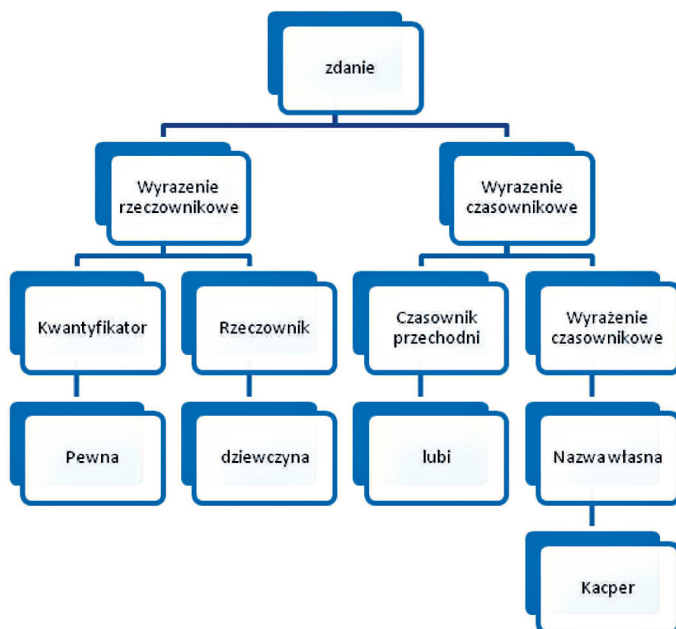 zdanie
Wyrazenie
rzeczownikowe
Wyrazenie
czasownikowe
Kwantyfikator
Rzeczownik
Czasownik
przechodni
Wyrażenie
czasownikowe
Pewna
dziewczyna
lubi
Nazwa własna
Kacper